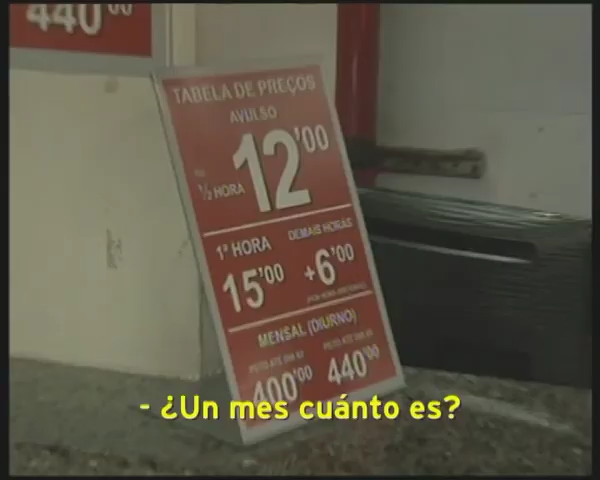 440'00
TABELA DE PREÇOS
AVULSO
½ HORA 12'00
1ª HORA DEMAIS HORAS
15'00 +6'00
MENSAL (DIURNO)
400'00 440'00
- ¿Un mes cuánto es?